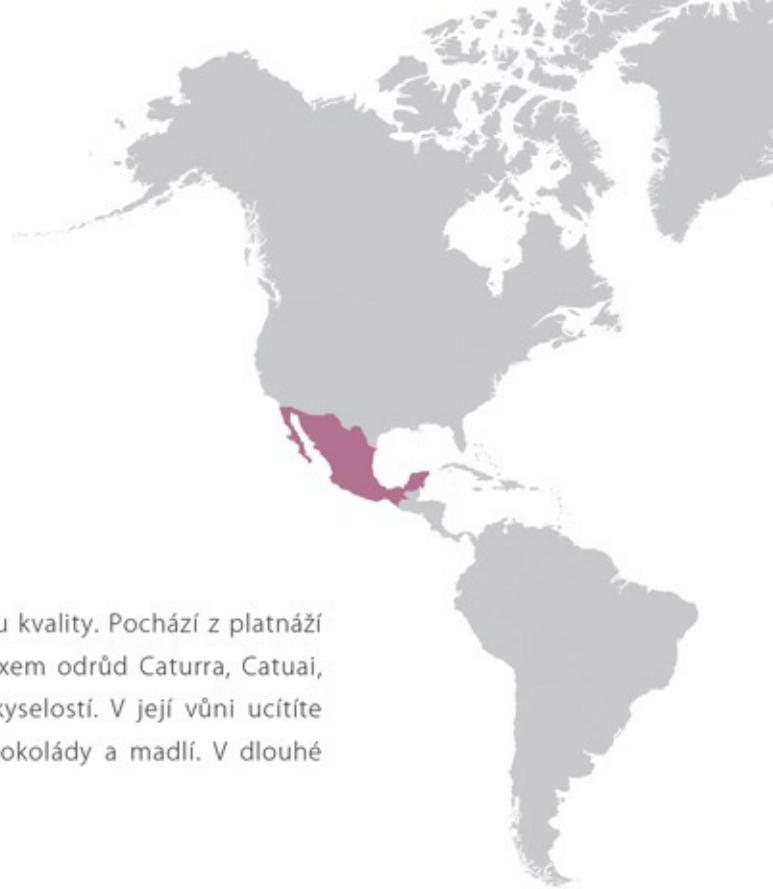 u kvality. Pochází z platnáží
xem odrůd Caturra, Catuai,
kyselostí. V její vůni ucítíte
okolády a madlí. V dlouhé